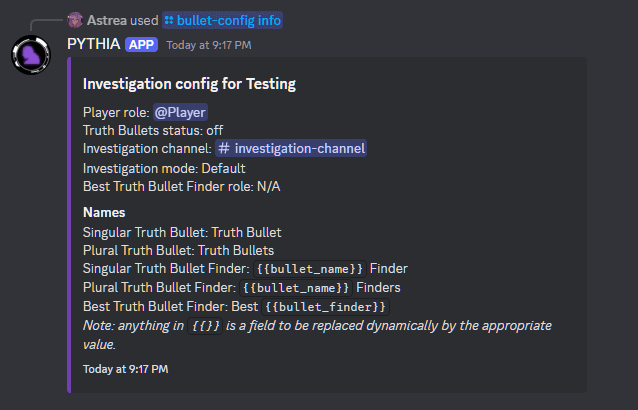 Astrea used bullet-config info
PYTHIA APP Today at 9:17 PM
Investigation config for Testing
Player role: @Player
Truth Bullets status: off
Investigation channel: # investigation-channel
Investigation mode: Default
Best Truth Bullet Finder role: N/A
Names
Singular Truth Bullet: Truth Bullet
Plural Truth Bullet: Truth Bullets
Singular Truth Bullet Finder: {{bullet_name}} Finder
Plural Truth Bullet Finder: {{bullet_name}} Finders
Best Truth Bullet Finder: Best {{bullet_finder}}
Note: anything in {{}} is a field to be replaced dynamically by the appropriate
value.
Today at 9:17 PM